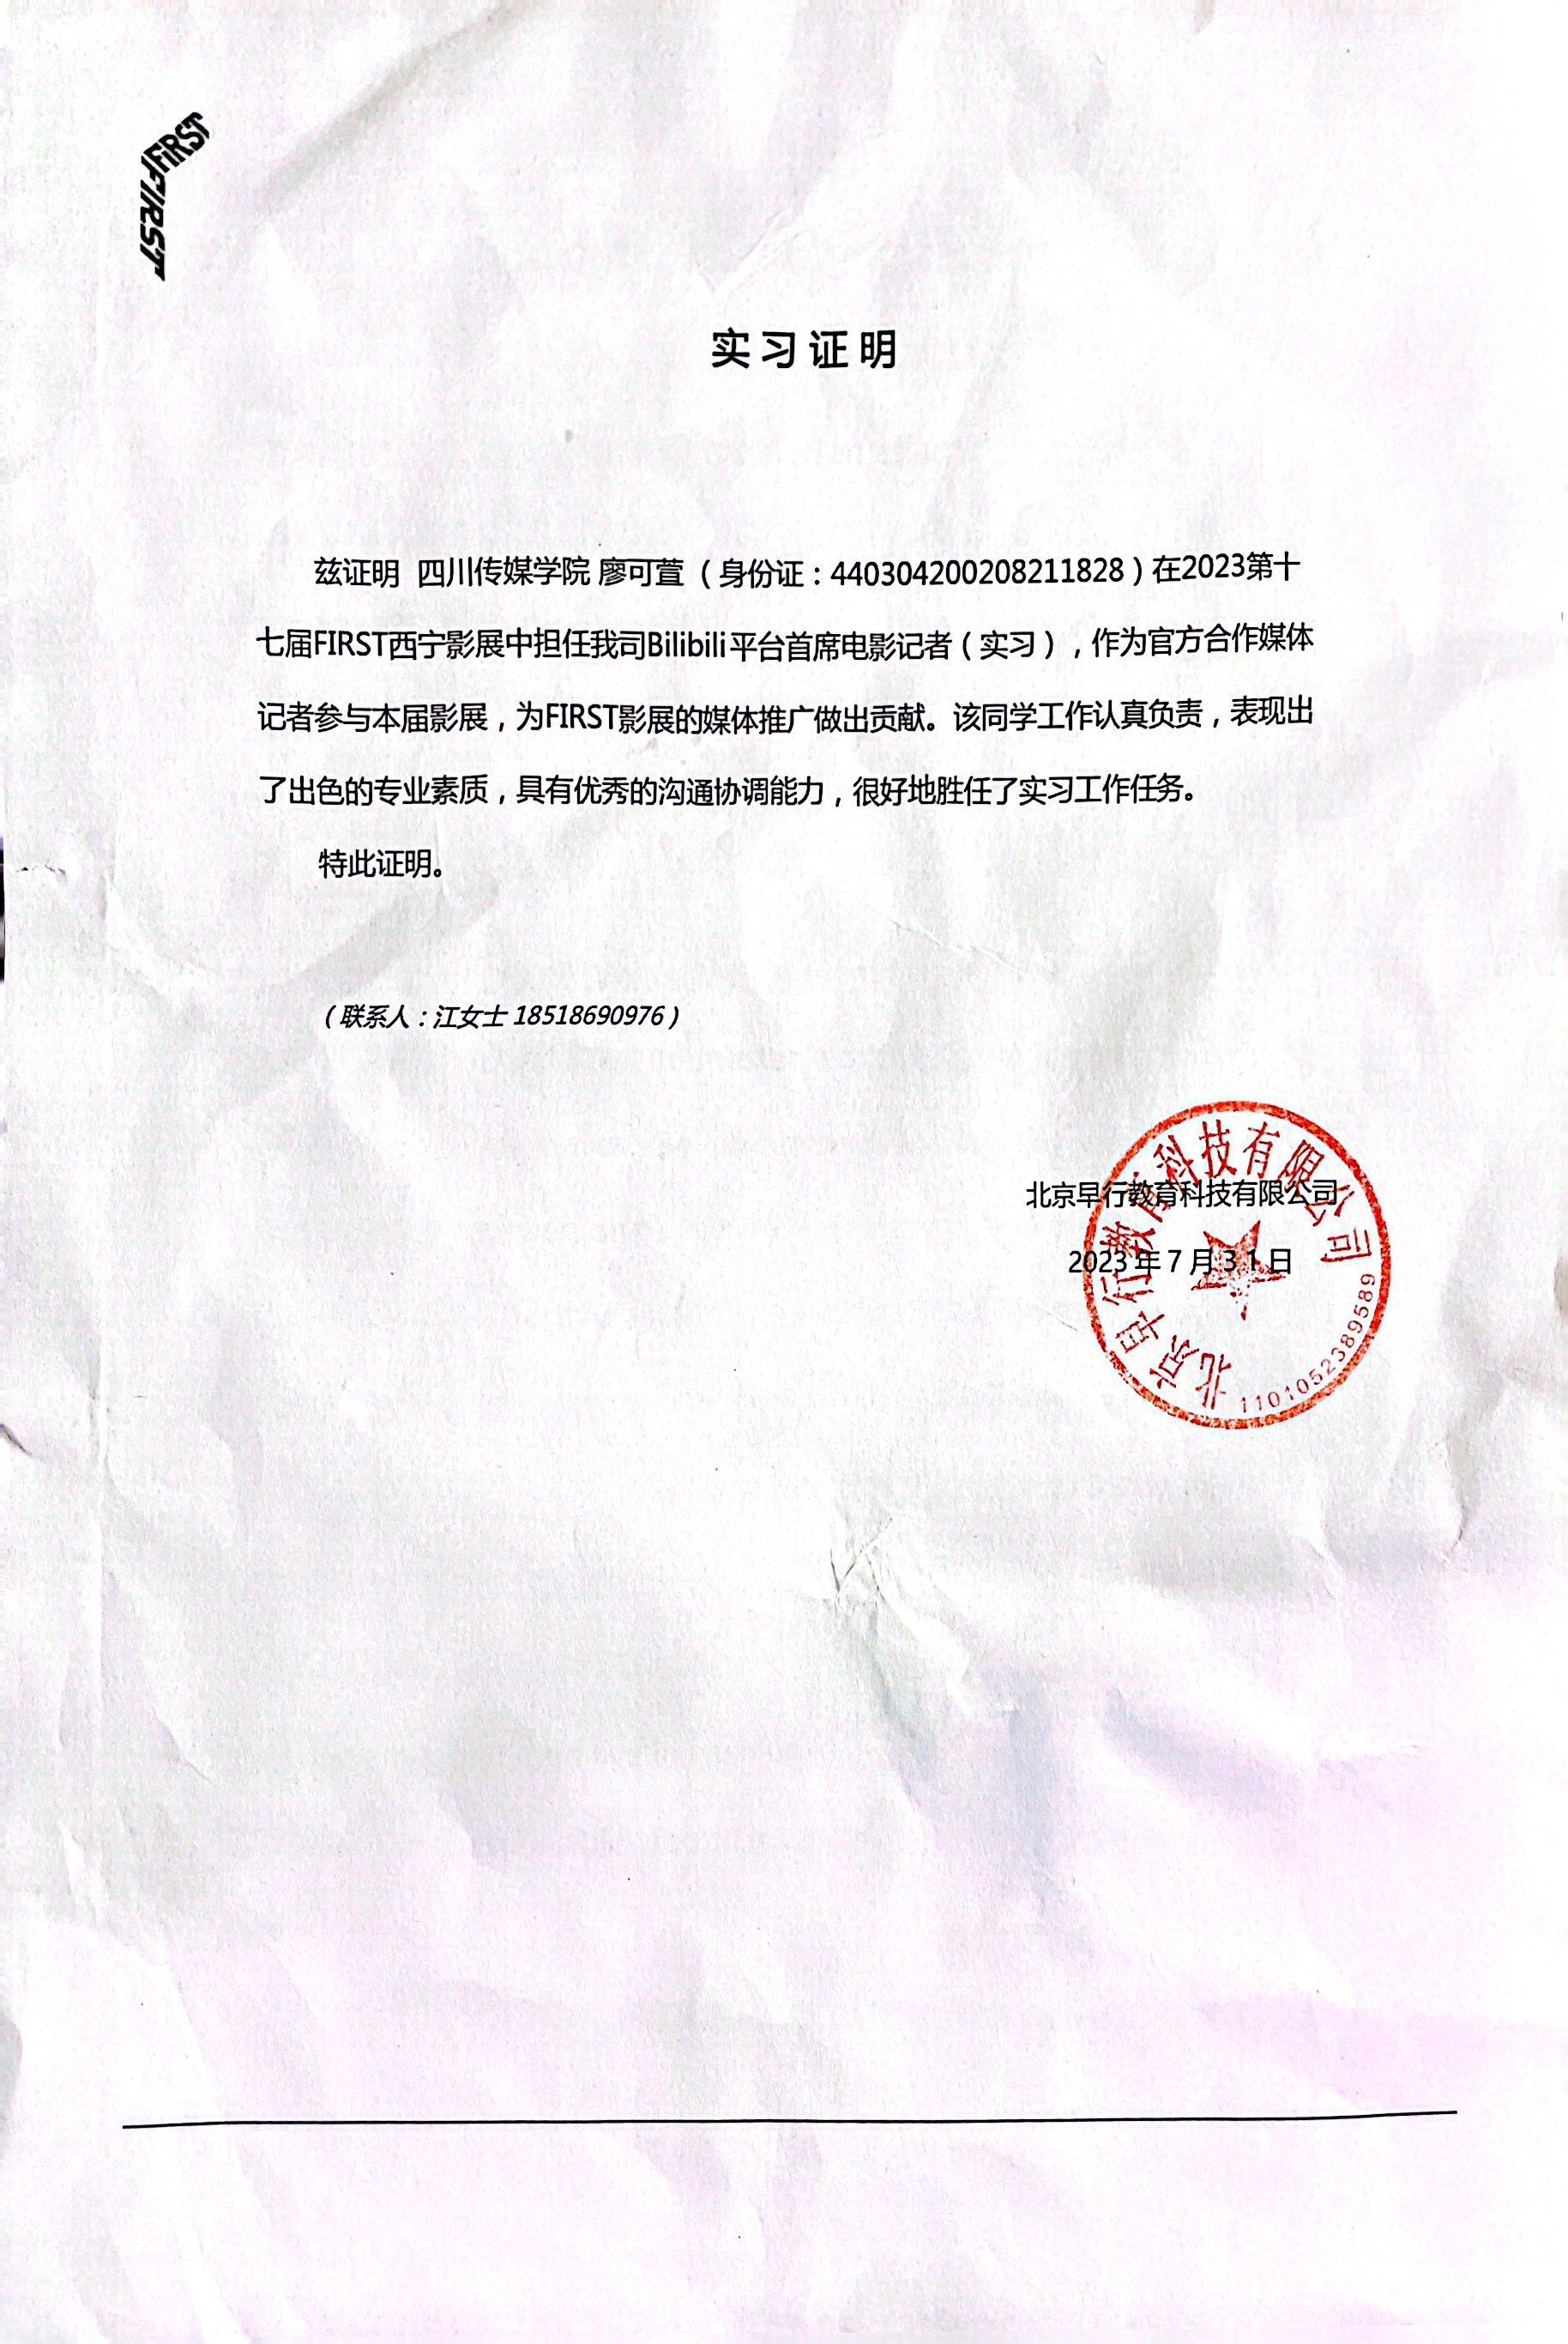 FIRST
FIRST
实习证明
兹证明 四川传媒学院 廖可萱（身份证：440304200208211828）在2023第十
七届FIRST西宁影展中担任我司Bilibili平台首席电影记者（实习），作为官方合作媒体
记者参与本届影展，为FIRST影展的媒体推广做出贡献。该同学工作认真负责，表现出
了出色的专业素质，具有优秀的沟通协调能力，很好地胜任了实习工作任务。
特此证明。
（联系人：江女士 18518690976）
北京早行教育科技有限公司
2023年7月31日
北京早行教育科技有限公司
1101052389589